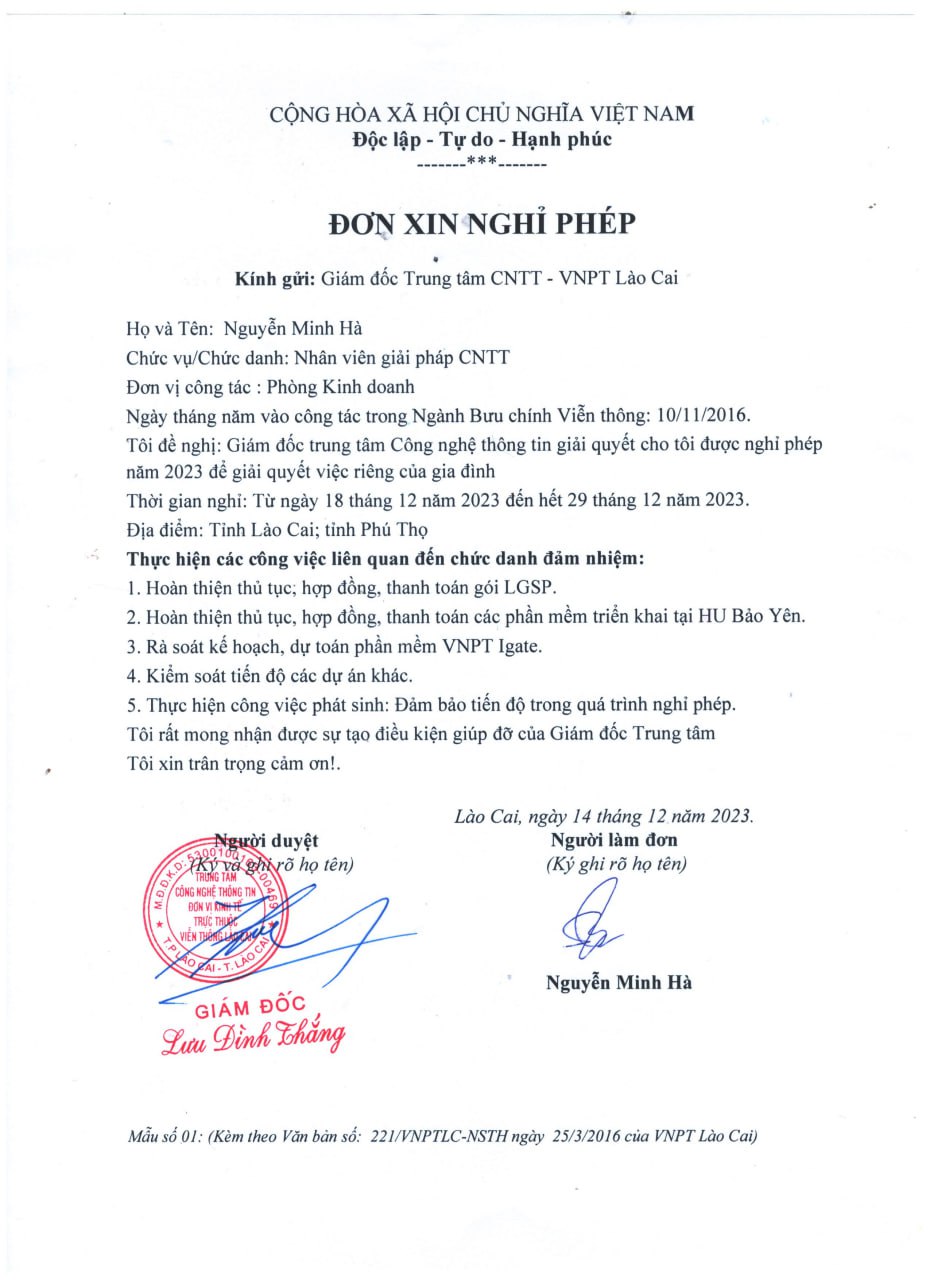 CỘNG HÒA XÃ HỘI CHỦ NGHĨA VIỆT NAM
Độc lập - Tự do - Hạnh phúc
-------***-------
ĐƠN XIN NGHỈ PHÉP
Kính gửi: Giám đốc Trung tâm CNTT - VNPT Lào Cai
Họ và Tên: Nguyễn Minh Hà
Chức vụ/Chức danh: Nhân viên giải pháp CNTT
Đơn vị công tác : Phòng Kinh doanh
Ngày tháng năm vào công tác trong Ngành Bưu chính Viễn thông: 10/11/2016.
Tôi đề nghị: Giám đốc trung tâm Công nghệ thông tin giải quyết cho tôi được nghỉ phép
năm 2023 để giải quyết việc riêng của gia đình
Thời gian nghỉ: Từ ngày 18 tháng 12 năm 2023 đến hết 29 tháng 12 năm 2023.
Địa điểm: Tỉnh Lào Cai; tỉnh Phú Thọ
Thực hiện các công việc liên quan đến chức danh đảm nhiệm:
1. Hoàn thiện thủ tục; hợp đồng, thanh toán gói LGSP.
2. Hoàn thiện thủ tục, hợp đồng, thanh toán các phần mềm triển khai tại HU Bảo Yên.
3. Rà soát kế hoạch, dự toán phần mềm VNPT Igate.
4. Kiểm soát tiến độ các dự án khác.
5. Thực hiện công việc phát sinh: Đảm bảo tiến độ trong quá trình nghỉ phép.
Tôi rất mong nhận được sự tạo điều kiện giúp đỡ của Giám đốc Trung tâm
Tôi xin trân trọng cảm ơn!.
Lào Cai, ngày 14 tháng 12 năm 2023.
Người duyệt
(Ký và ghi rõ họ tên)
Người làm đơn
(Ký ghi rõ họ tên)
TRUNG TÂM
CÔNG NGHỆ THÔNG TIN
ĐƠN VỊ KINH TẾ
TRỰC THUỘC
VIỄN THÔNG LÀO CAI
T.P LÀO CAI - T. LÀO CAI
Nguyễn Minh Hà
GIÁM ĐỐC
Lưu Đình Thắng
Mẫu số 01: (Kèm theo Văn bản số: 221/VNPTLC-NSTH ngày 25/3/2016 của VNPT Lào Cai)